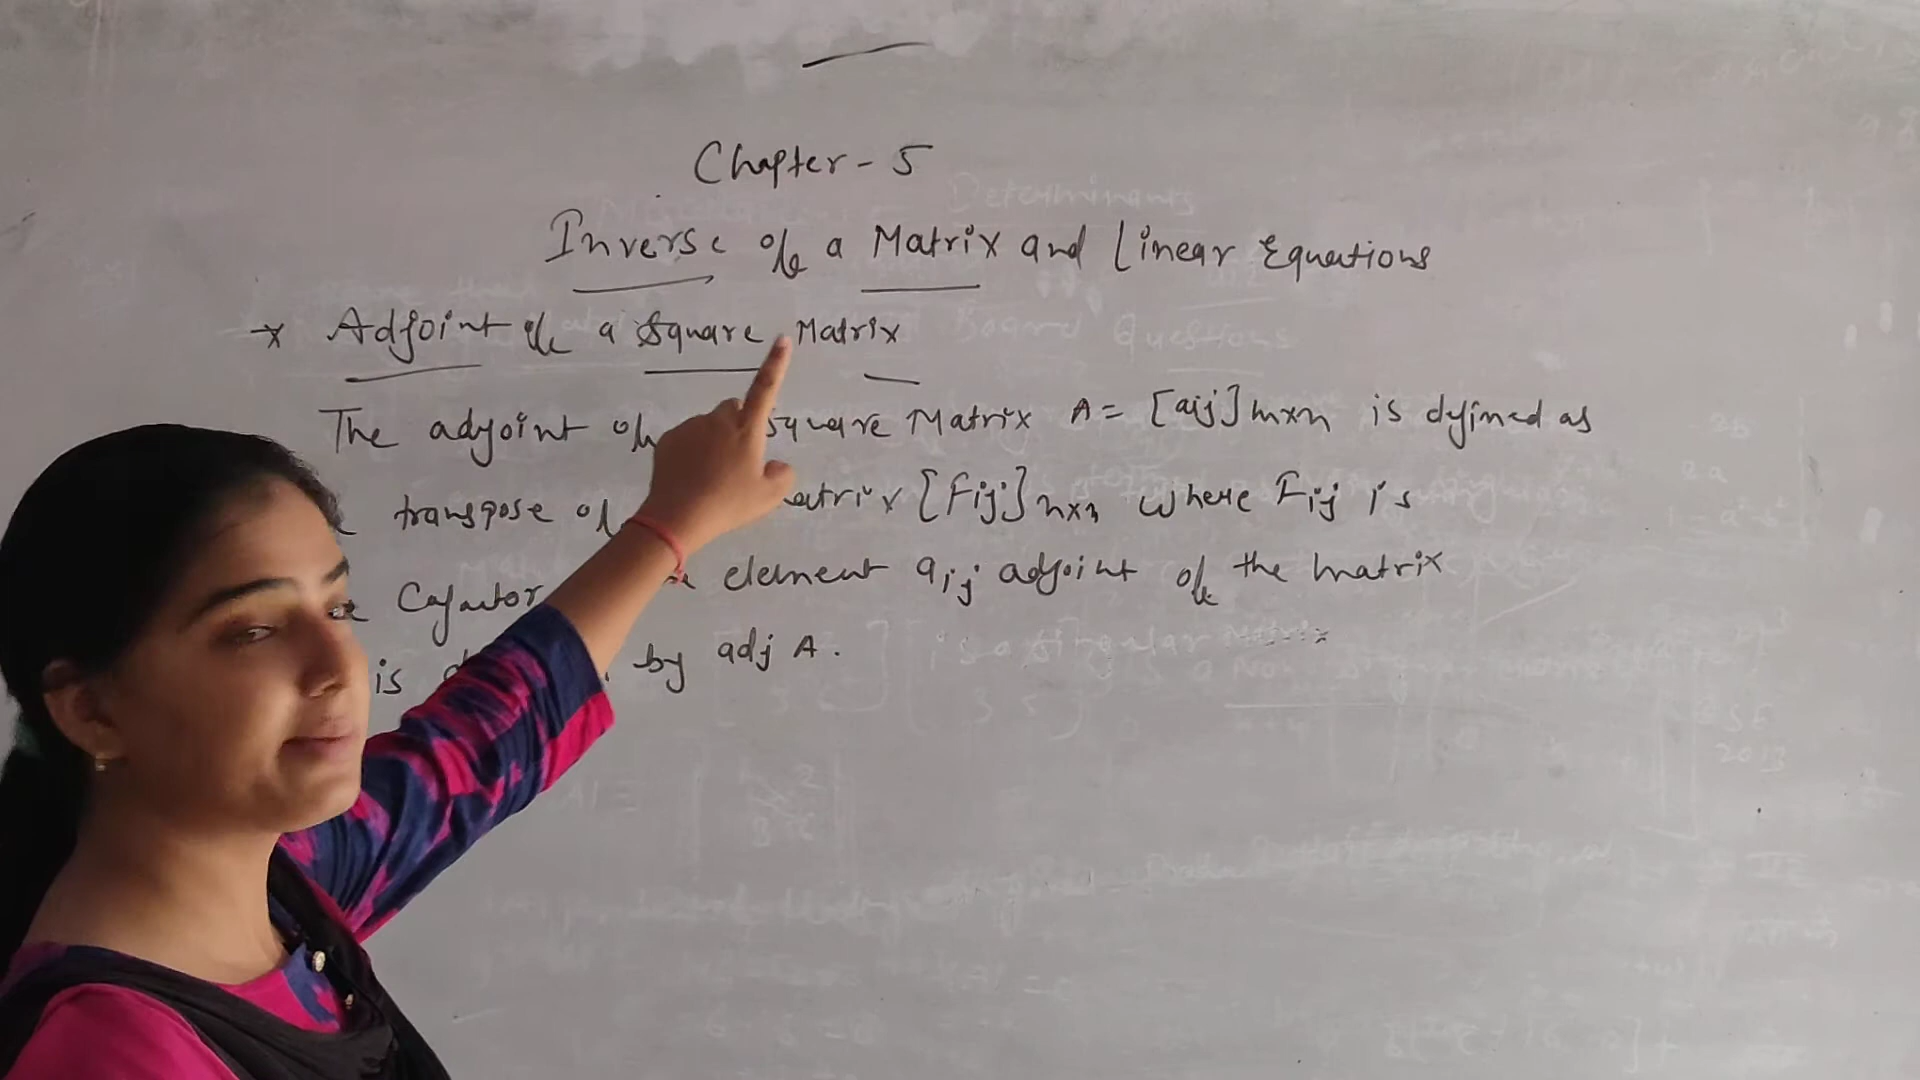 Chapter - 5
Inverse of a Matrix and Linear Equations
* Adjoint of a Square Matrix
The adjoint of square Matrix A = [aij]mxn is defined as
transpose of [Fij]nxn where Fij is
Cofactor element aij adjoint of the matrix
is by adj A.